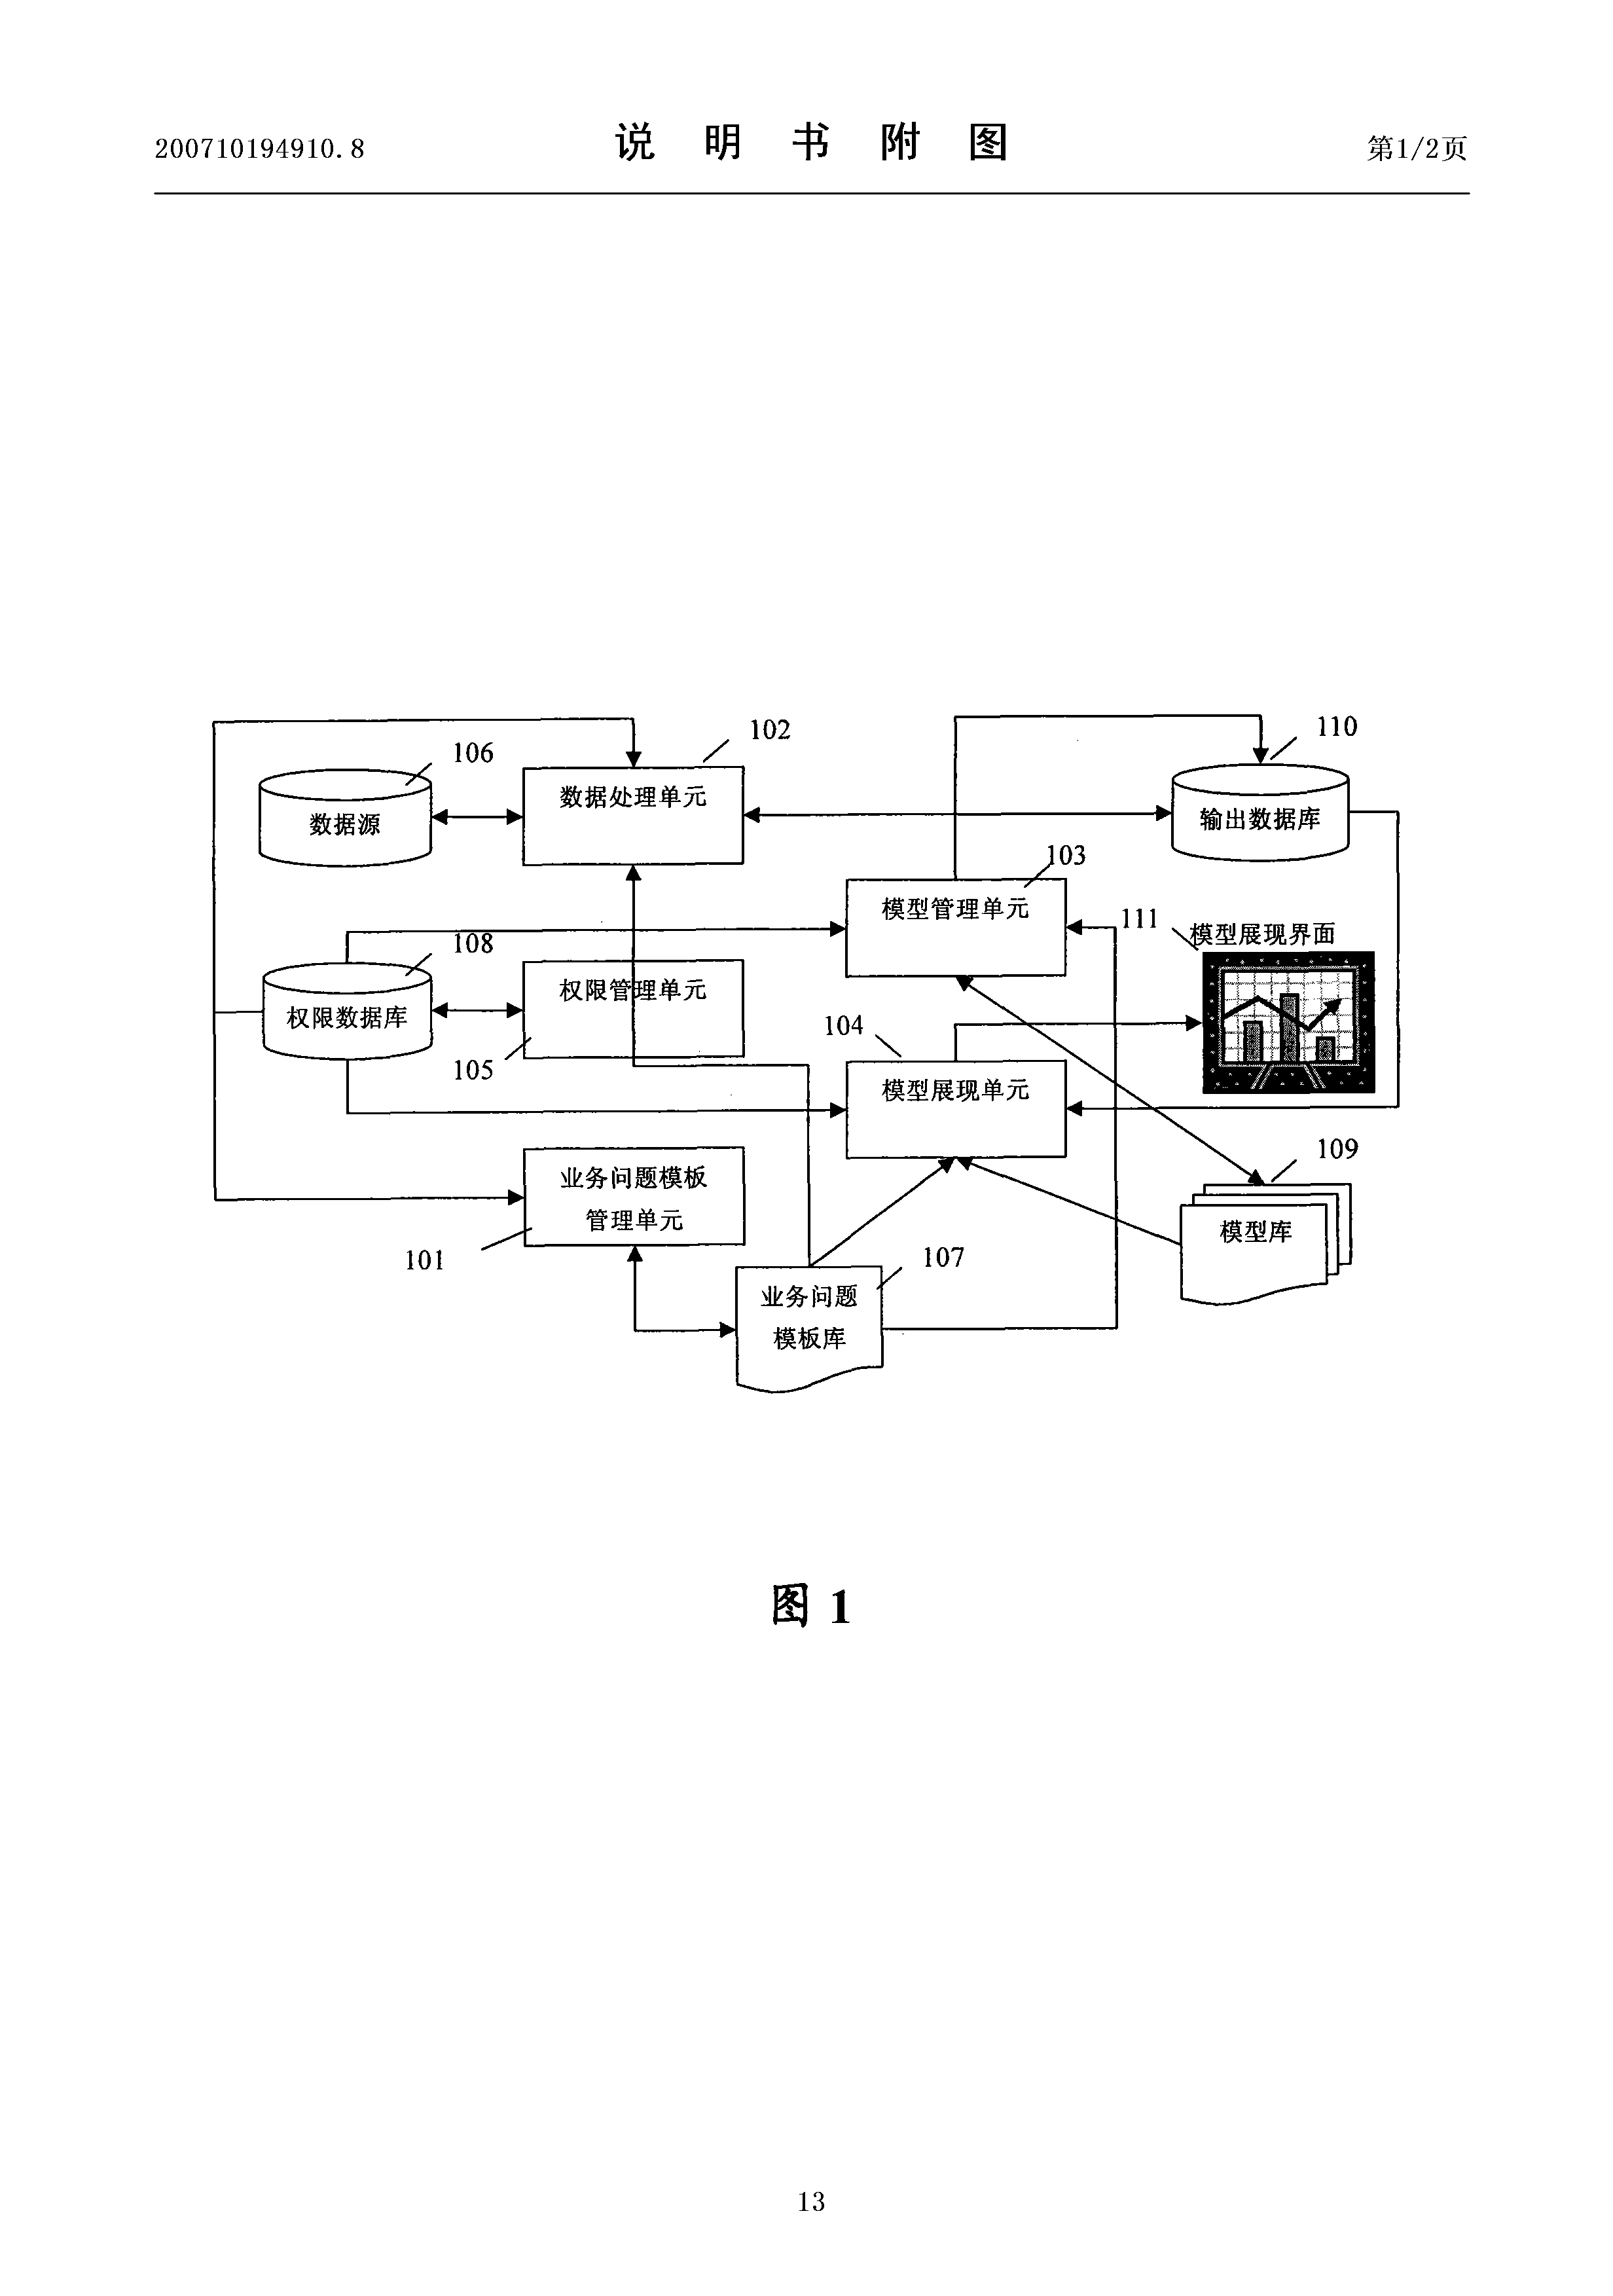 200710194910.8
说明书附图
第1/2页
102
110
106
数据处理单元
数据源
输出数据库
103
模型管理单元
111
模型展现界面
108
权限管理单元
权限数据库
104
105
模型展现单元
109
业务问题模板
管理单元
模型库
101
107
业务问题
模板库
图 1
13